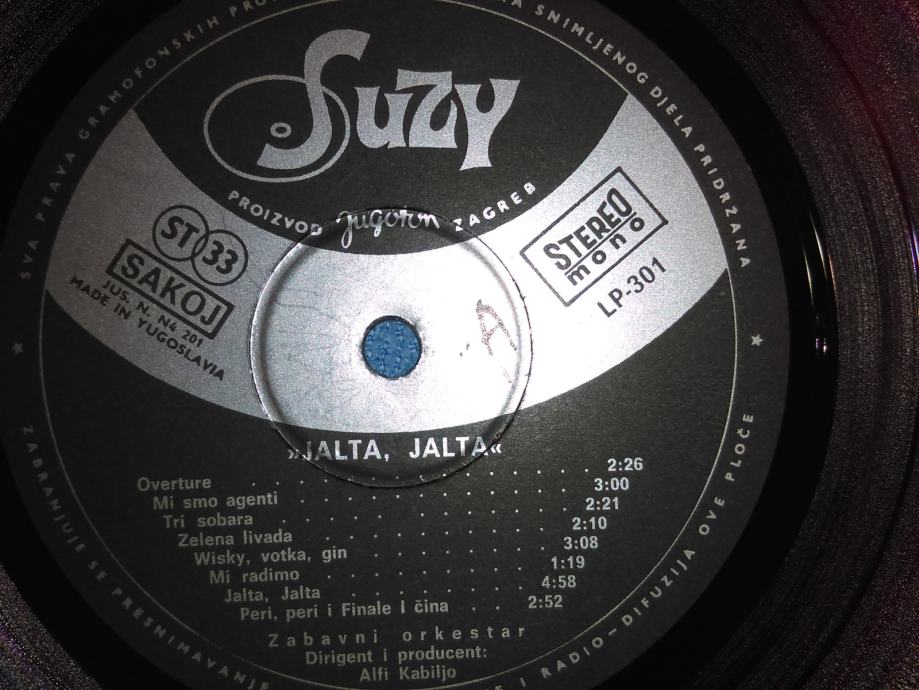 SVA PRAVA GRAMOFONSKIH
SNIMLJENOG DJELA PRIDRŽANA
Suzy
PROIZVOD jugoton ZAGREB
ST 33
SAKOJ
JUS. N. N4 201
MADE IN YUGOSLAVIA
STEREO
mono
LP-301
A
»JALTA, JALTA«
Overture . . . . . . . . . . . . 2:26
Mi smo agenti . . . . . . . . . . . . 3:00
Tri sobara . . . . . . . . . . . . 2:21
Zelena livada . . . . . . . . . . 2:10
Wisky, votka, gin . . . . . . . . 3:08
Mi radimo . . . . . . . . . 1:19
Jalta, Jalta . . . . . . . . 4:58
Peri, peri i Finale I čina . . . 2:52
Zabavni orkestar
Dirigent i producent:
Alfi Kabiljo
ZABRANJUJE SE PRESNIMAVANJE
I RADIO-DIFUZIJA OVE PLOČE